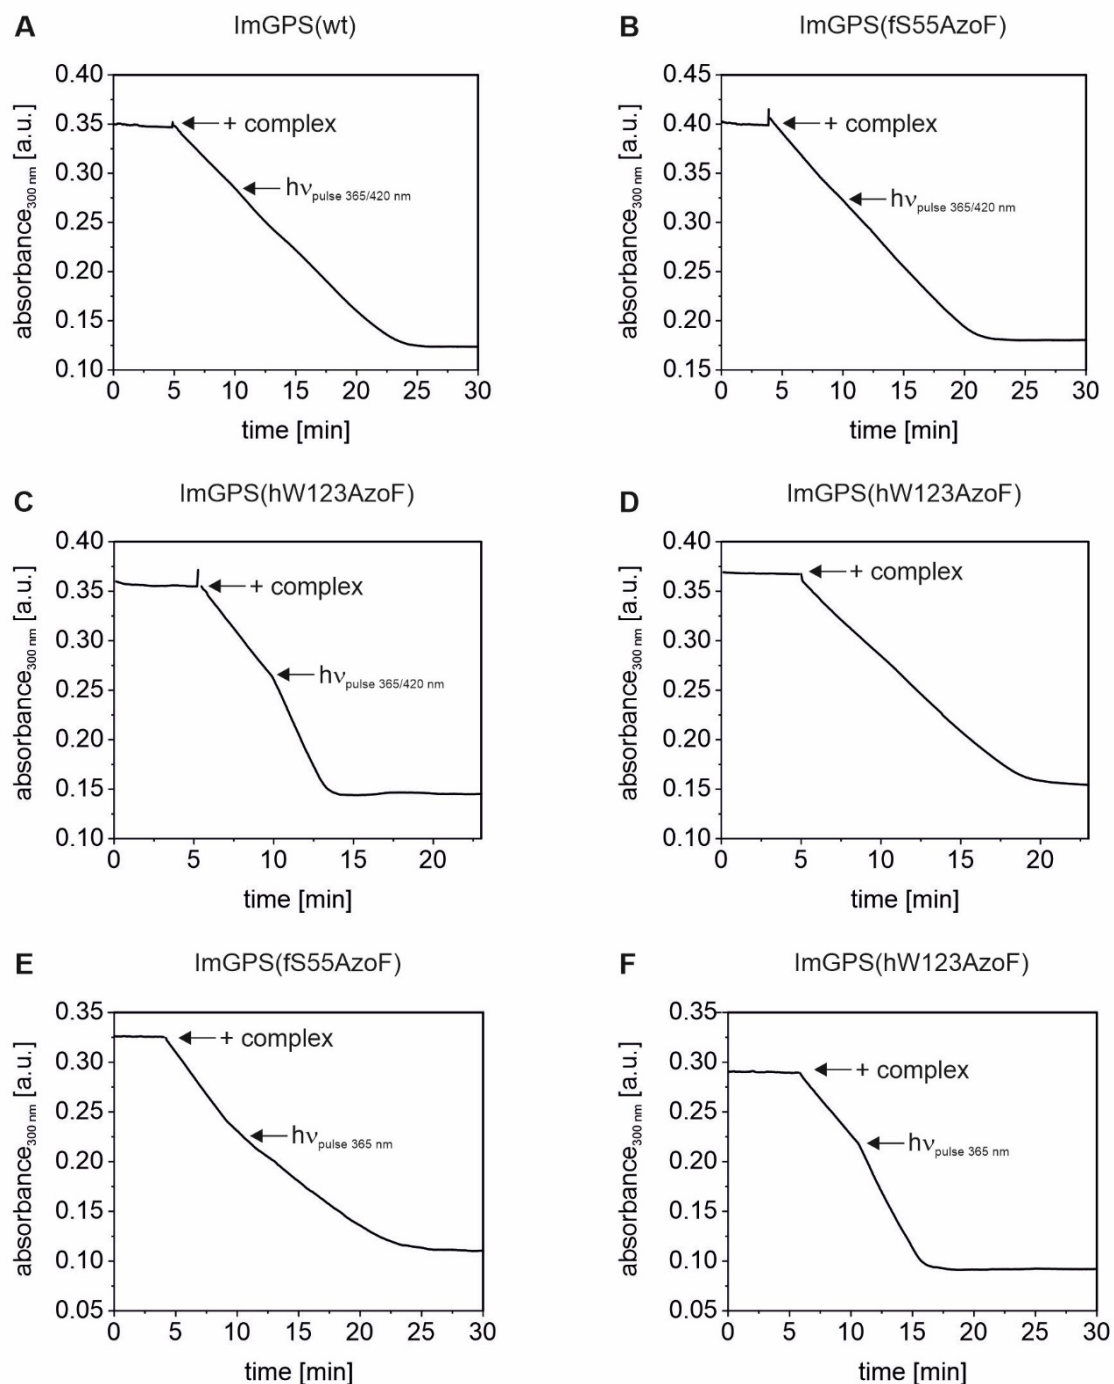 A ImGPS(wt)
absorbance300 nm [a.u.]
0.40
0.35
0.30
0.25
0.20
0.15
0.10
+ complex
hνpulse 365/420 nm
0 5 10 15 20 25 30
time [min]
B ImGPS(fS55AzoF)
absorbance300 nm [a.u.]
0.45
0.40
0.35
0.30
0.25
0.20
0.15
+ complex
hνpulse 365/420 nm
0 5 10 15 20 25 30
time [min]
C ImGPS(hW123AzoF)
absorbance300 nm [a.u.]
0.40
0.35
0.30
0.25
0.20
0.15
0.10
+ complex
hνpulse 365/420 nm
0 5 10 15 20
time [min]
D ImGPS(hW123AzoF)
absorbance300 nm [a.u.]
0.40
0.35
0.30
0.25
0.20
0.15
0.10
+ complex
0 5 10 15 20
time [min]
E ImGPS(fS55AzoF)
absorbance300 nm [a.u.]
0.35
0.30
0.25
0.20
0.15
0.10
0.05
+ complex
hνpulse 365 nm
0 5 10 15 20 25 30
time [min]
F ImGPS(hW123AzoF)
absorbance300 nm [a.u.]
0.35
0.30
0.25
0.20
0.15
0.10
0.05
+ complex
hνpulse 365 nm
0 5 10 15 20 25 30
time [min]